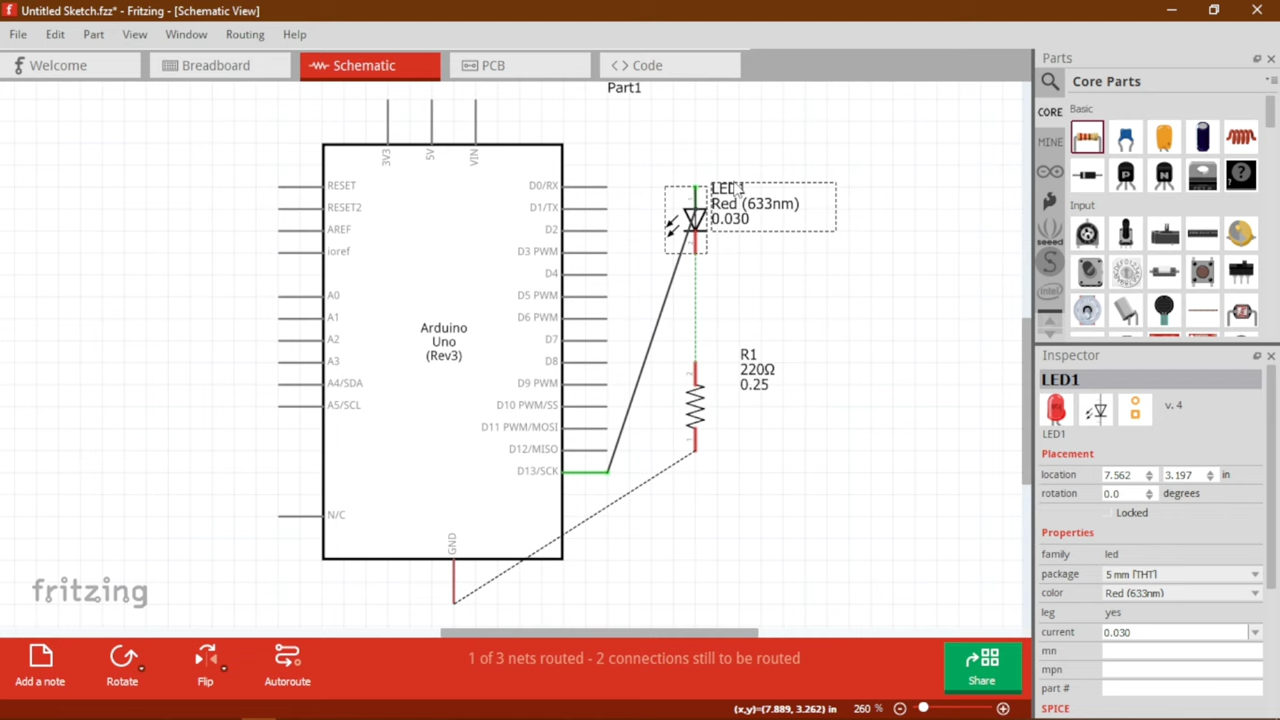 Untitled Sketch.fzz* - Fritzing - [Schematic View]
File Edit Part View Window Routing Help
Welcome Breadboard Schematic PCB Code
Part1
3V3 5V VIN
RESET D0/RX
RESET2 D1/TX
AREF D2
ioref D3 PWM
D4
A0 D5 PWM
A1 D6 PWM
A2 D7
A3 D8
A4/SDA D9 PWM
A5/SCL D10 PWM/SS
D11 PWM/MOSI
D12/MISO
D13/SCK
N/C
GND
Arduino
Uno
(Rev3)
LED1
Red (633nm)
0.030
R1
220Ω
0.25
2
1
fritzing
Parts
Core Parts
CORE
MINE
seeed
intel
Basic
P N ?
Input
Inspector
LED1
v. 4
LED1
Placement
location 7.562 3.197 in
rotation 0.0 degrees
Locked
Properties
family led
package 5 mm [THT]
color Red (633nm)
leg yes
current 0.030
mn
mpn
part #
SPICE
Add a note Rotate Flip Autoroute
1 of 3 nets routed - 2 connections still to be routed
Share
(x,y)=(7.889, 3.262) in 260 %